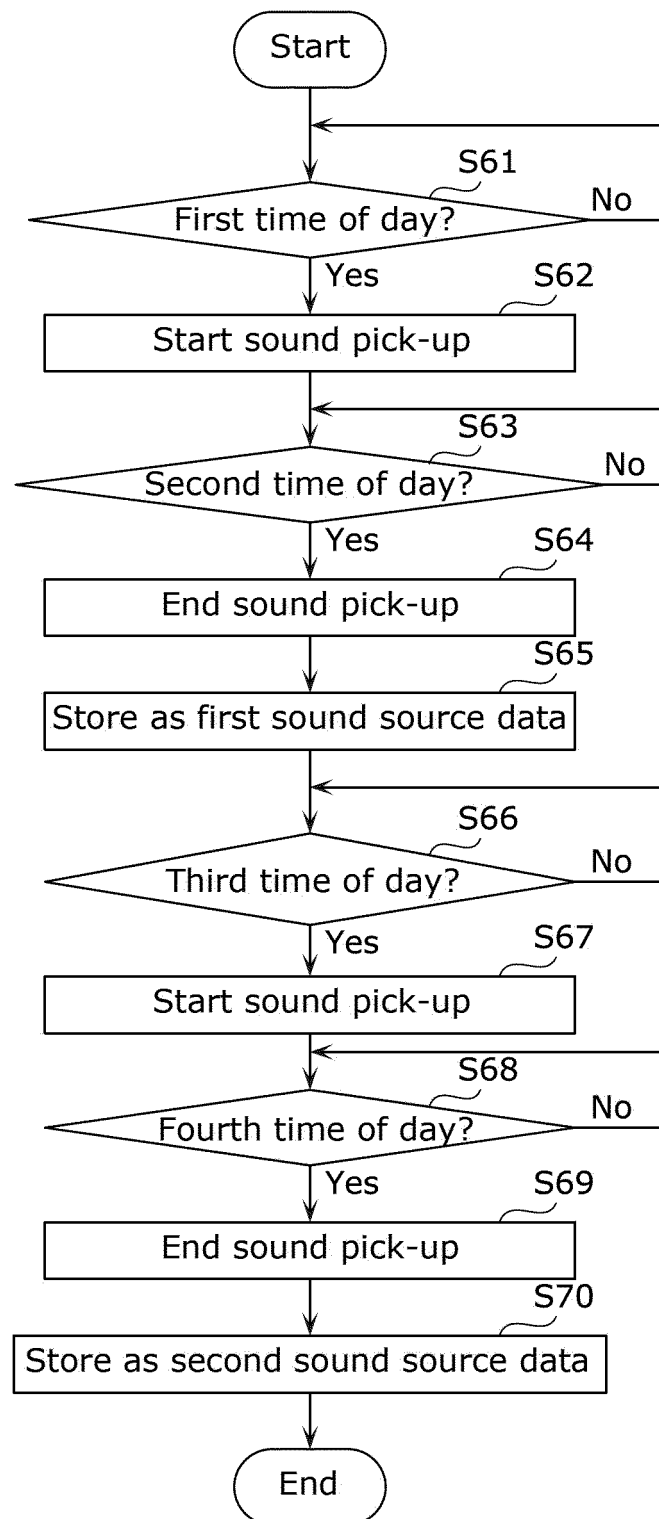 Start
S61
First time of day?
No
Yes
S62
Start sound pick-up
S63
Second time of day?
No
Yes
S64
End sound pick-up
S65
Store as first sound source data
S66
Third time of day?
No
Yes
S67
Start sound pick-up
S68
Fourth time of day?
No
Yes
S69
End sound pick-up
S70
Store as second sound source data
End